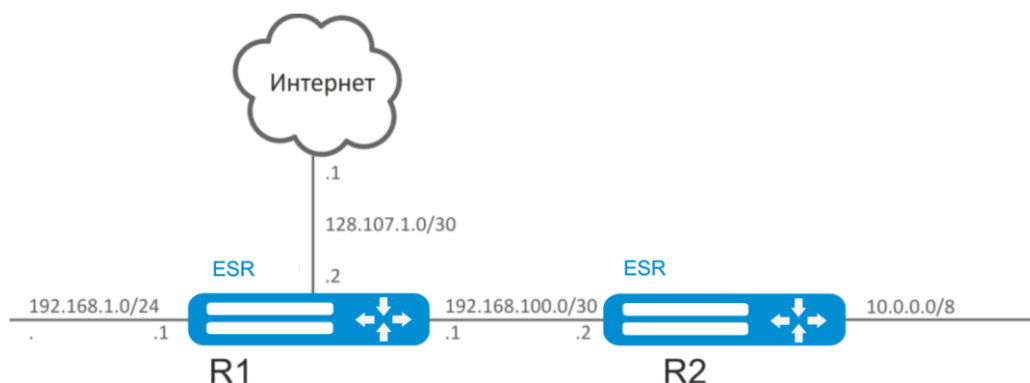 Интернет
.1
128.107.1.0/30
ESR
.2
ESR
192.168.1.0/24
192.168.100.0/30
10.0.0.0/8
.
.1
.1
.2
R1
R2